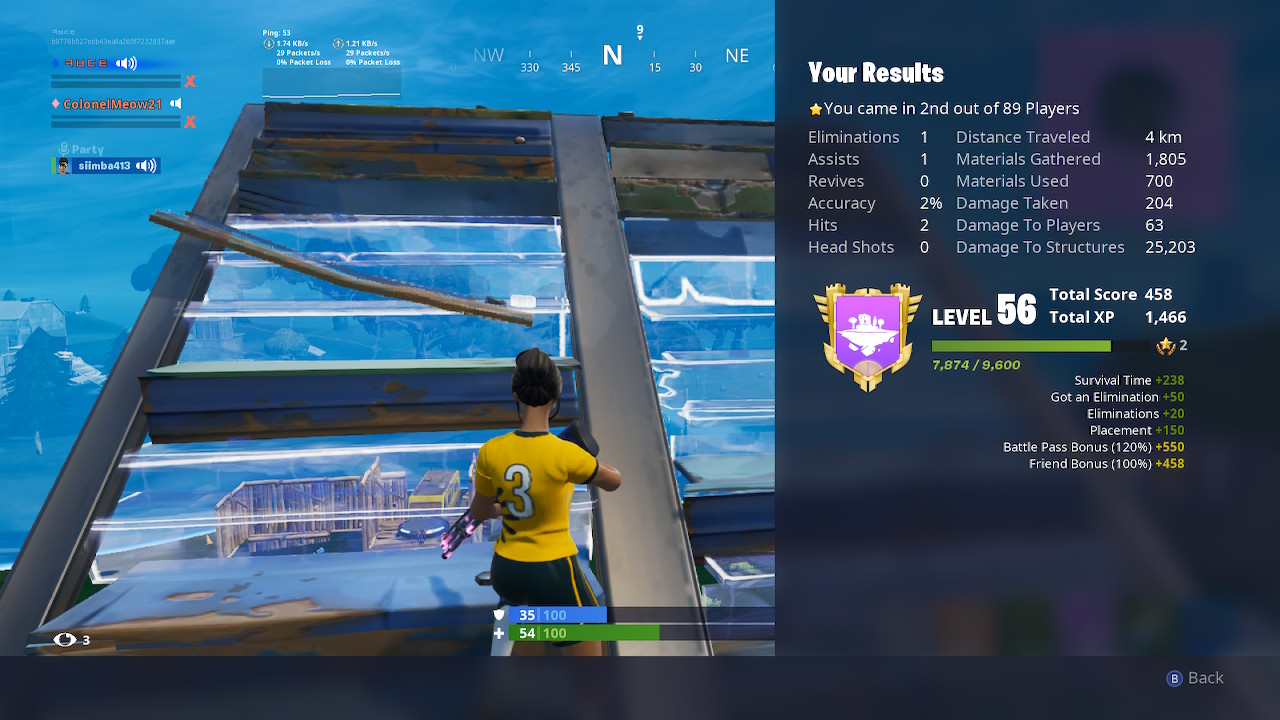 Ping: 53
1.74 KB/s 1.21 KB/s
29 Packets/s 29 Packets/s
0% Packet Loss 0% Packet Loss
9
NW 330 345 N 15 30 NE
X
ColonelMeow21
X
Party
siimba413
3
35 | 100
54 | 100
3
Your Results
You came in 2nd out of 89 Players
Eliminations 1 Distance Traveled 4 km
Assists 1 Materials Gathered 1,805
Revives 0 Materials Used 700
Accuracy 2% Damage Taken 204
Hits 2 Damage To Players 63
Head Shots 0 Damage To Structures 25,203
LEVEL 56
Total Score 458
Total XP 1,466
2
7,874 / 9,600
Survival Time +238
Got an Elimination +50
Eliminations +20
Placement +150
Battle Pass Bonus (120%) +550
Friend Bonus (100%) +458
B Back